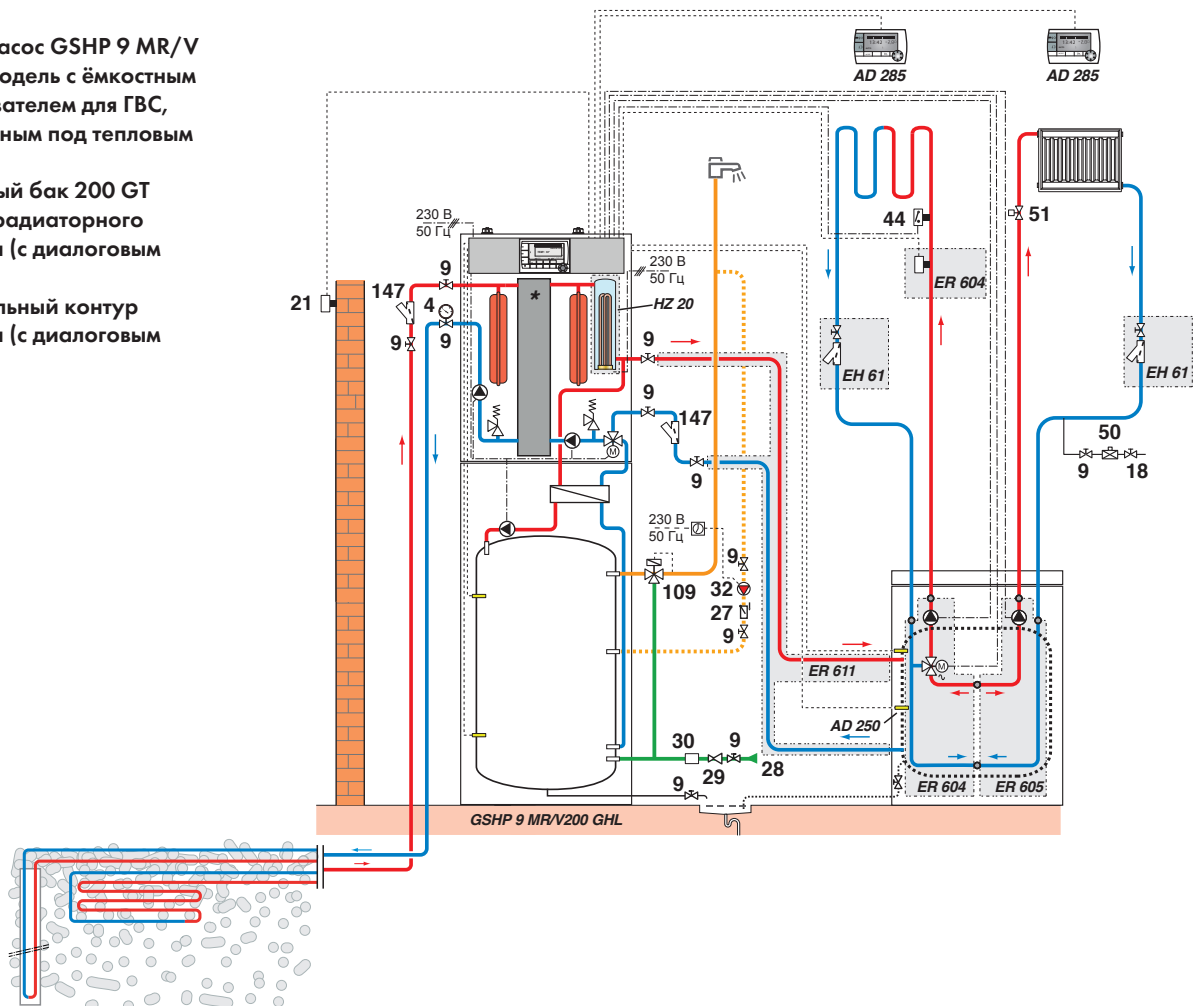 асос GSHP 9 MR/V
одель с ёмкостным
вателем для ГВС,
ным под тепловым
ый бак 200 GT
радиаторного
и (с диалоговым
льный контур
и (с диалоговым
AD 285
AD 285
230 В
50 Гц
230 В
50 Гц
HZ 20
*
21
147
9
4
9
9
9
9
147
9
44
ER 604
51
EH 61
EH 61
50
9
18
230 В
50 Гц
109
9
32
27
9
M
ER 611
M
AD 250
30
9
29
28
9
ER 604
ER 605
GSHP 9 MR/V200 GHL